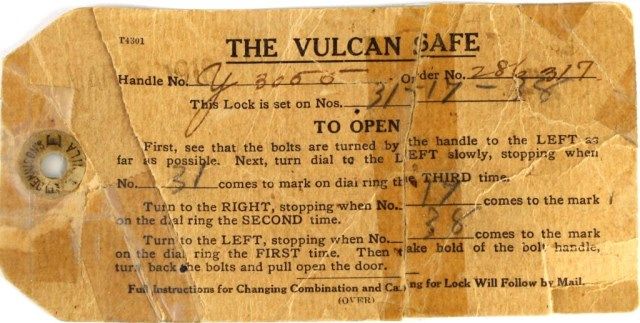 T4301
THE VULCAN SAFE
Handle No. Y 3065 Order No. 286317
This Lock is set on Nos. 31-17-38
TO OPEN
First, see that the bolts are turned by the handle to the LEFT as
far as possible. Next, turn dial to the LEFT slowly, stopping when
No. 31 comes to mark on dial ring the THIRD time.
Turn to the RIGHT, stopping when No. 17 comes to the mark
on the dial ring the SECOND time.
Turn to the LEFT, stopping when No. 38 comes to the mark
on the dial ring the FIRST time. Then take hold of the bolt handle,
turn back the bolts and pull open the door.
Full Instructions for Changing Combination and Caring for Lock Will Follow by Mail.
(OVER)